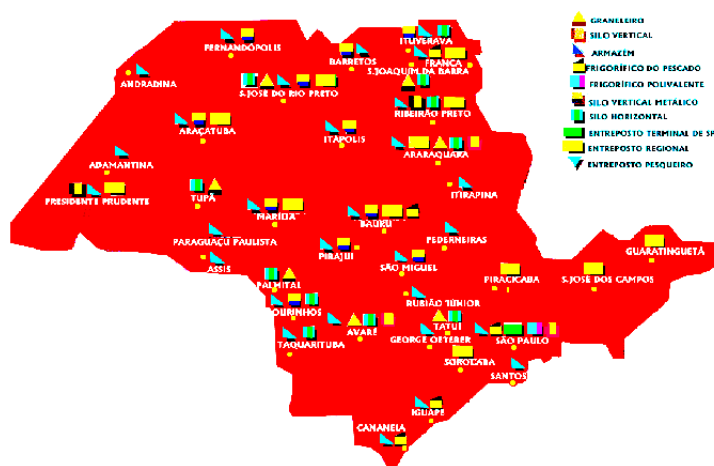 GRANELEIRO
SILO VERTICAL
ARMAZÉM
FRIGORÍFICO DO PESCADO
FRIGORÍFICO POLIVALENTE
SILO VERTICAL METÁLICO
SILO HORIZONTAL
ENTREPOSTO TERMINAL DE SP
ENTREPOSTO REGIONAL
ENTREPOSTO PESQUEIRO
FERNANDÓPOLIS
ITUVERAVA
BARRETOS
FRANCA
S.JOAQUIM DA BARRA
ANDRADINA
S.JOSÉ DO RIO PRETO
RIBEIRÃO PRETO
ARAÇATUBA
ITÁPOLIS
ARARAQUARA
ADAMANTINA
ITIRAPINA
PRESIDENTE PRUDENTE
TUPÃ
MARÍLIA
BAURU
PARAGUAÇÚ PAULISTA
PEDERNEIRAS
PIRAJUÍ
GUARATINGUETÁ
ASSIS
SÃO MIGUEL
PALMITAL
PIRACICABA
S.JOSÉ DOS CAMPOS
OURINHOS
RUBIÃO JÚNIOR
TAQUARITUBA
AVARÉ
TATUÍ
GEORGE OETERER
SÃO PAULO
SOROCABA
SANTOS
IGUAPE
CANANEIA